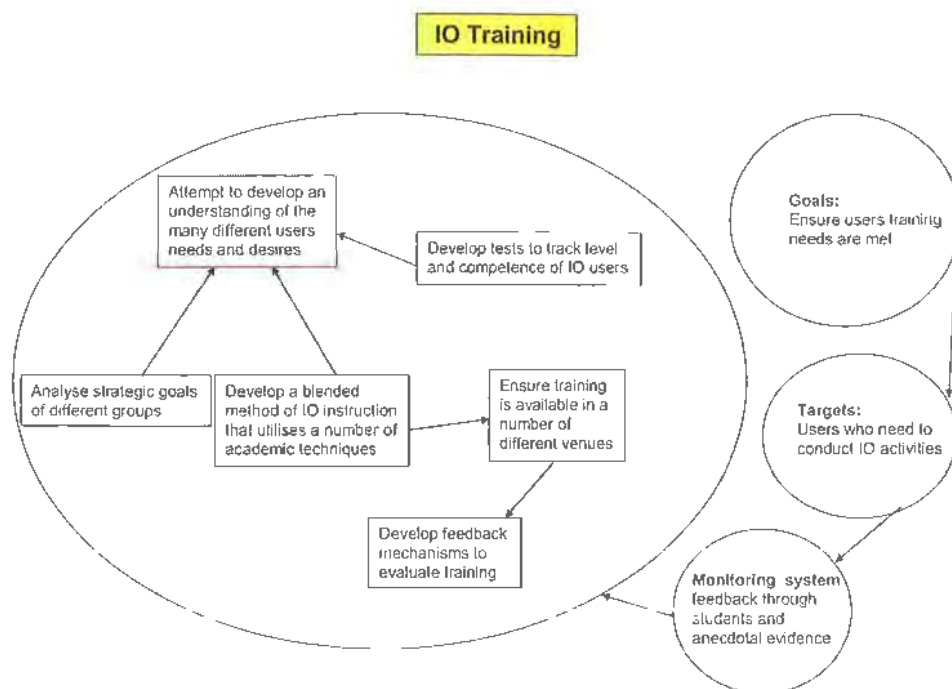 IO Training
Attempt to develop an
understanding of the
many different users
needs and desires
Develop tests to track level
and competence of IO users
Analyse strategic goals
of different groups
Develop a blended
method of IO instruction
that utilises a number of
academic techniques
Ensure training
is available in a
number of
different venues
Develop feedback
mechanisms to
evaluate training
Goals:
Ensure users training
needs are met
Targets:
Users who need to
conduct IO activities
Monitoring system
feedback through
students and
anecdotal evidence